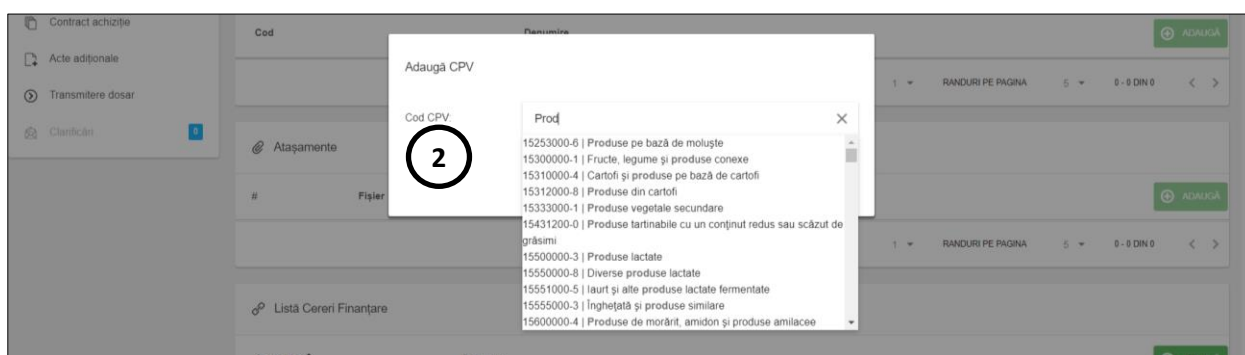 Contract achiziție
Acte adiționale
Transmitere dosar
Clarificări 0
Cod Denumire ADAUGĂ
1 RANDURI PE PAGINA 5 0 - 0 DIN 0
Atașamente
# Fișier ADAUGĂ
1 RANDURI PE PAGINA 5 0 - 0 DIN 0
Listă Cereri Finanțare
Adaugă CPV
Cod CPV: Prod
2
15253000-6 | Produse pe bază de moluște
15300000-1 | Fructe, legume și produse conexe
15310000-4 | Cartofi și produse pe bază de cartofi
15312000-8 | Produse din cartofi
15333000-1 | Produse vegetale secundare
15431200-0 | Produse tartinabile cu un conținut redus sau scăzut de
grăsimi
15500000-3 | Produse lactate
15550000-8 | Diverse produse lactate
15551000-5 | Iaurt și alte produse lactate fermentate
15555000-3 | Înghețată și produse similare
15600000-4 | Produse de morărit, amidon și produse amilacee